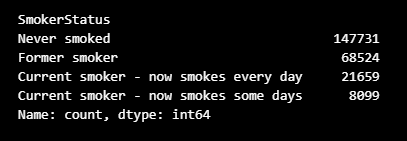 SmokerStatus
Never smoked                                147731
Former smoker                                68524
Current smoker - now smokes every day     21659
Current smoker - now smokes some days      8099
Name: count, dtype: int64